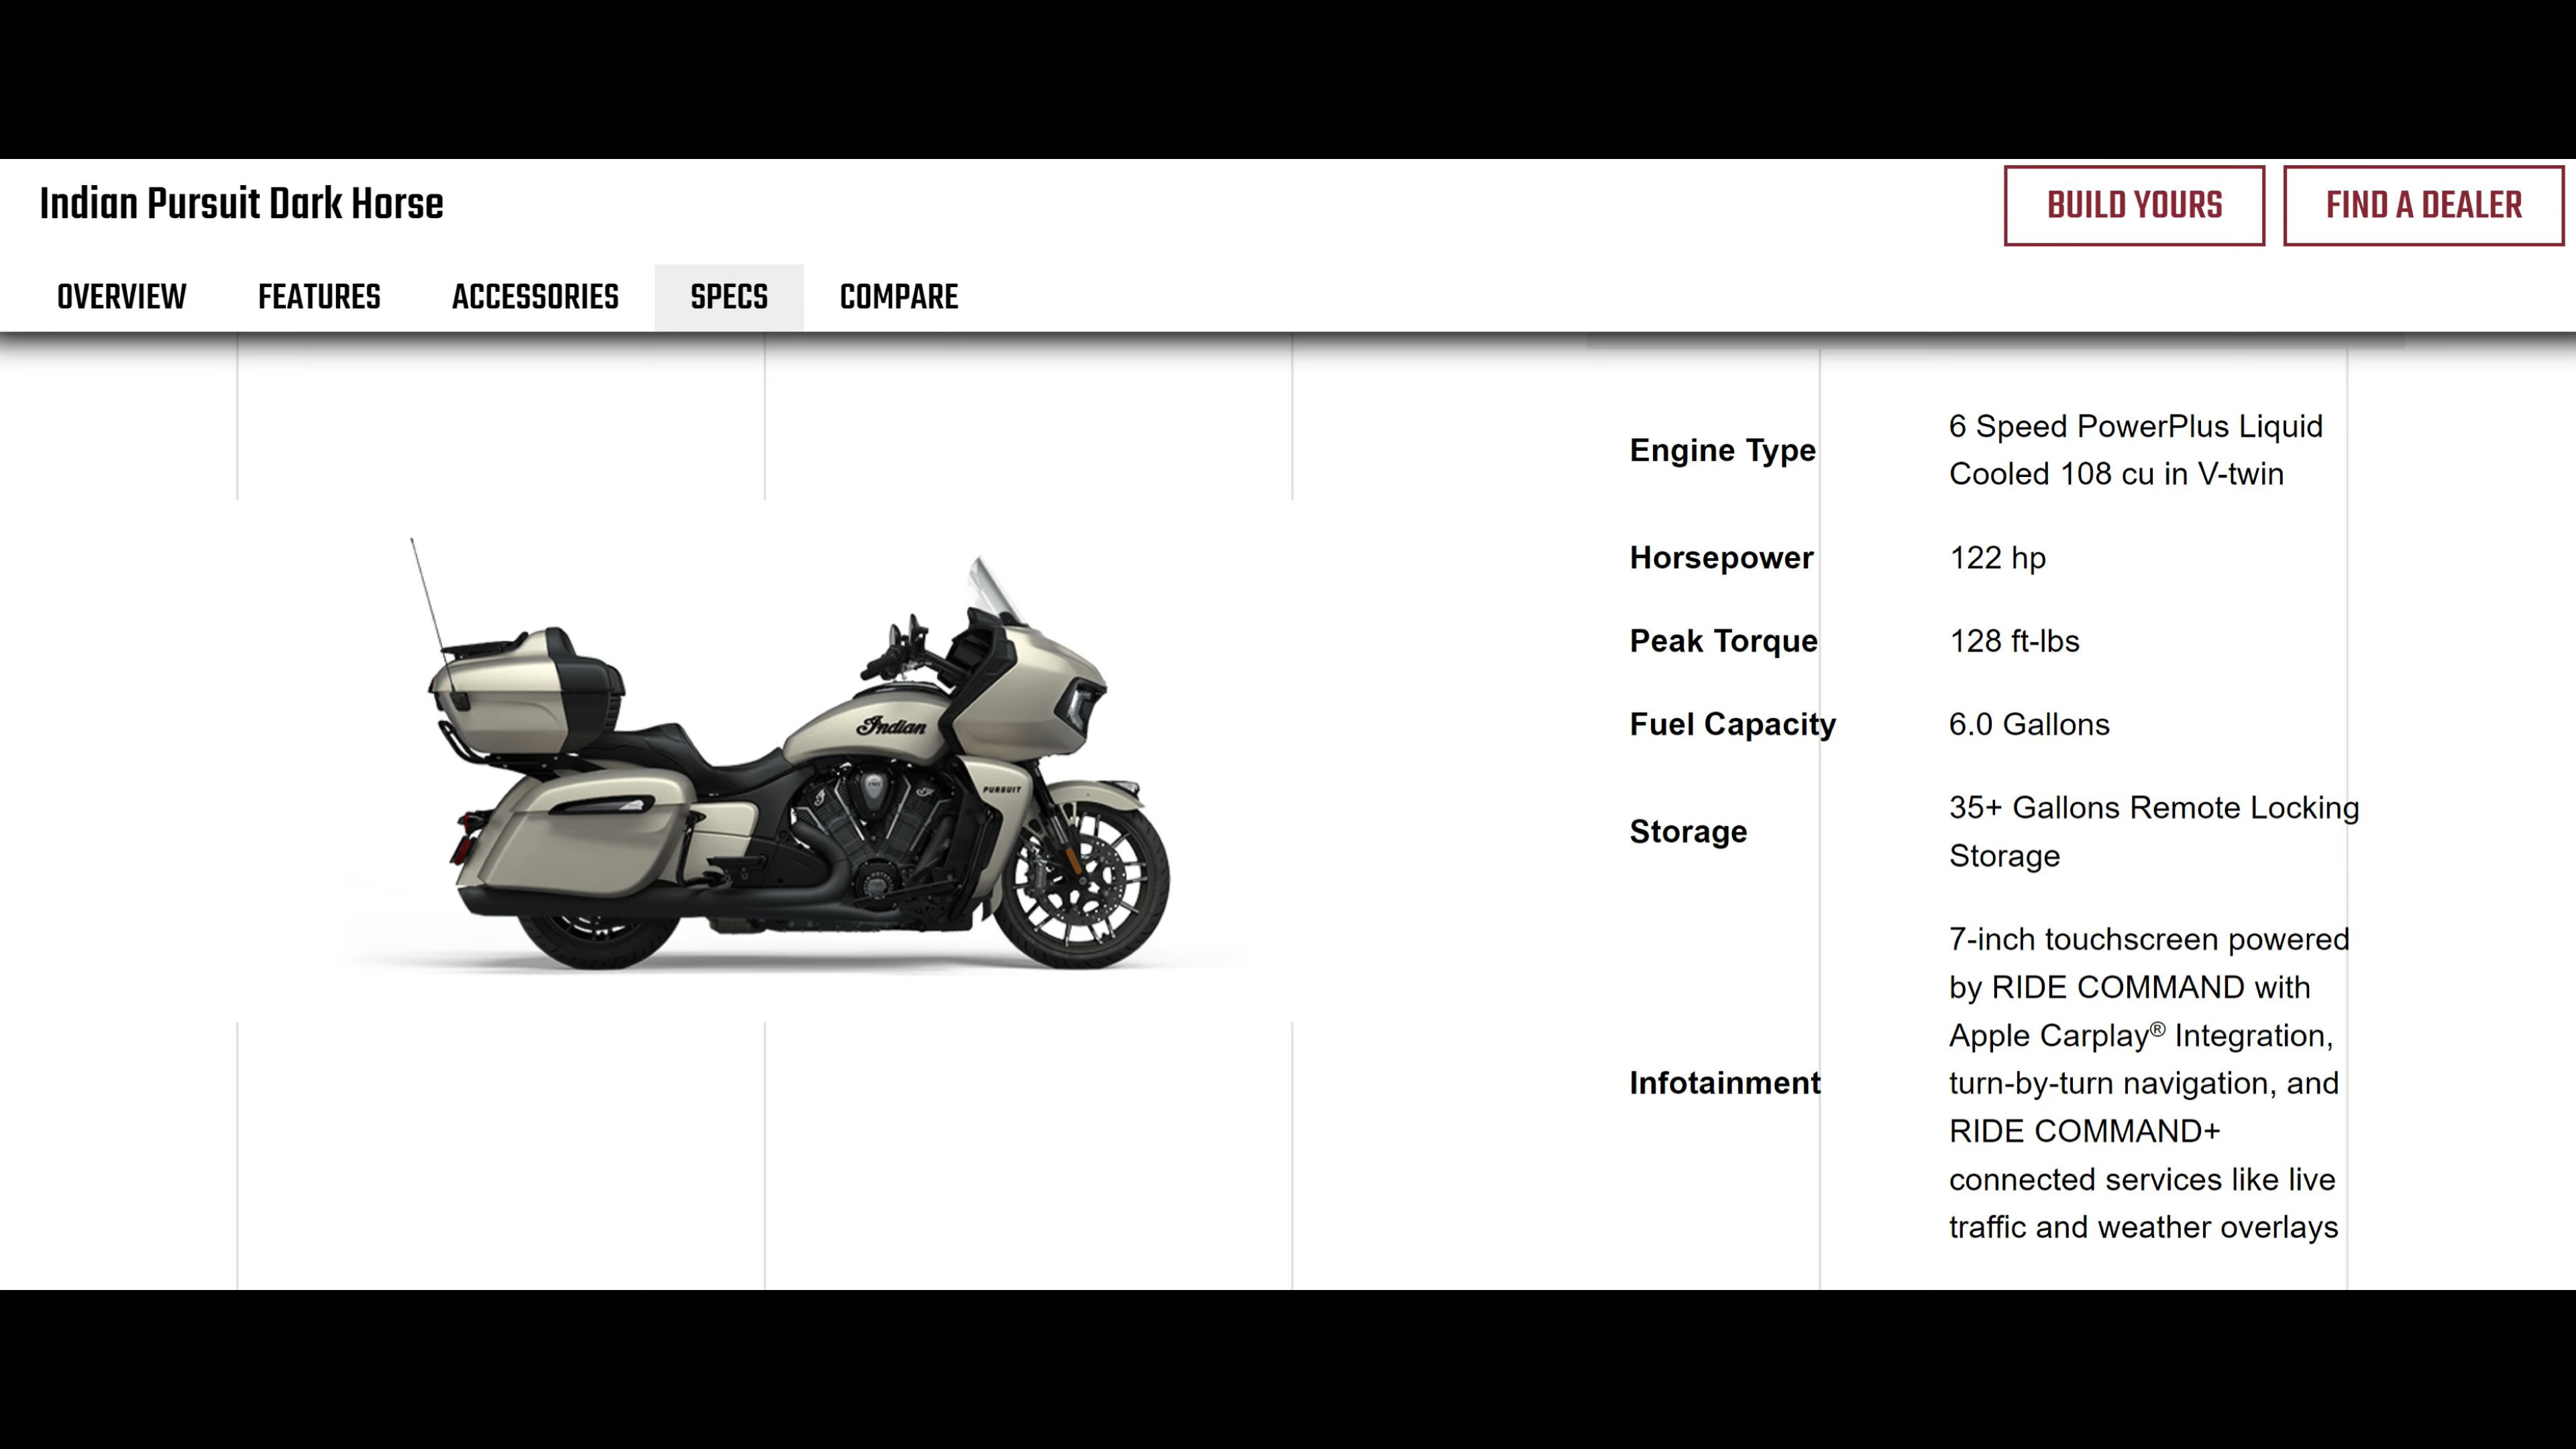 Indian Pursuit Dark Horse
BUILD YOURS
FIND A DEALER
OVERVIEW
FEATURES
ACCESSORIES
SPECS
COMPARE
Engine Type
6 Speed PowerPlus Liquid
Cooled 108 cu in V-twin
Horsepower
122 hp
Peak Torque
128 ft-lbs
Fuel Capacity
6.0 Gallons
Storage
35+ Gallons Remote Locking
Storage
Infotainment
7-inch touchscreen powered
by RIDE COMMAND with
Apple Carplay® Integration,
turn-by-turn navigation, and
RIDE COMMAND+
connected services like live
traffic and weather overlays
Indian
PURSUIT